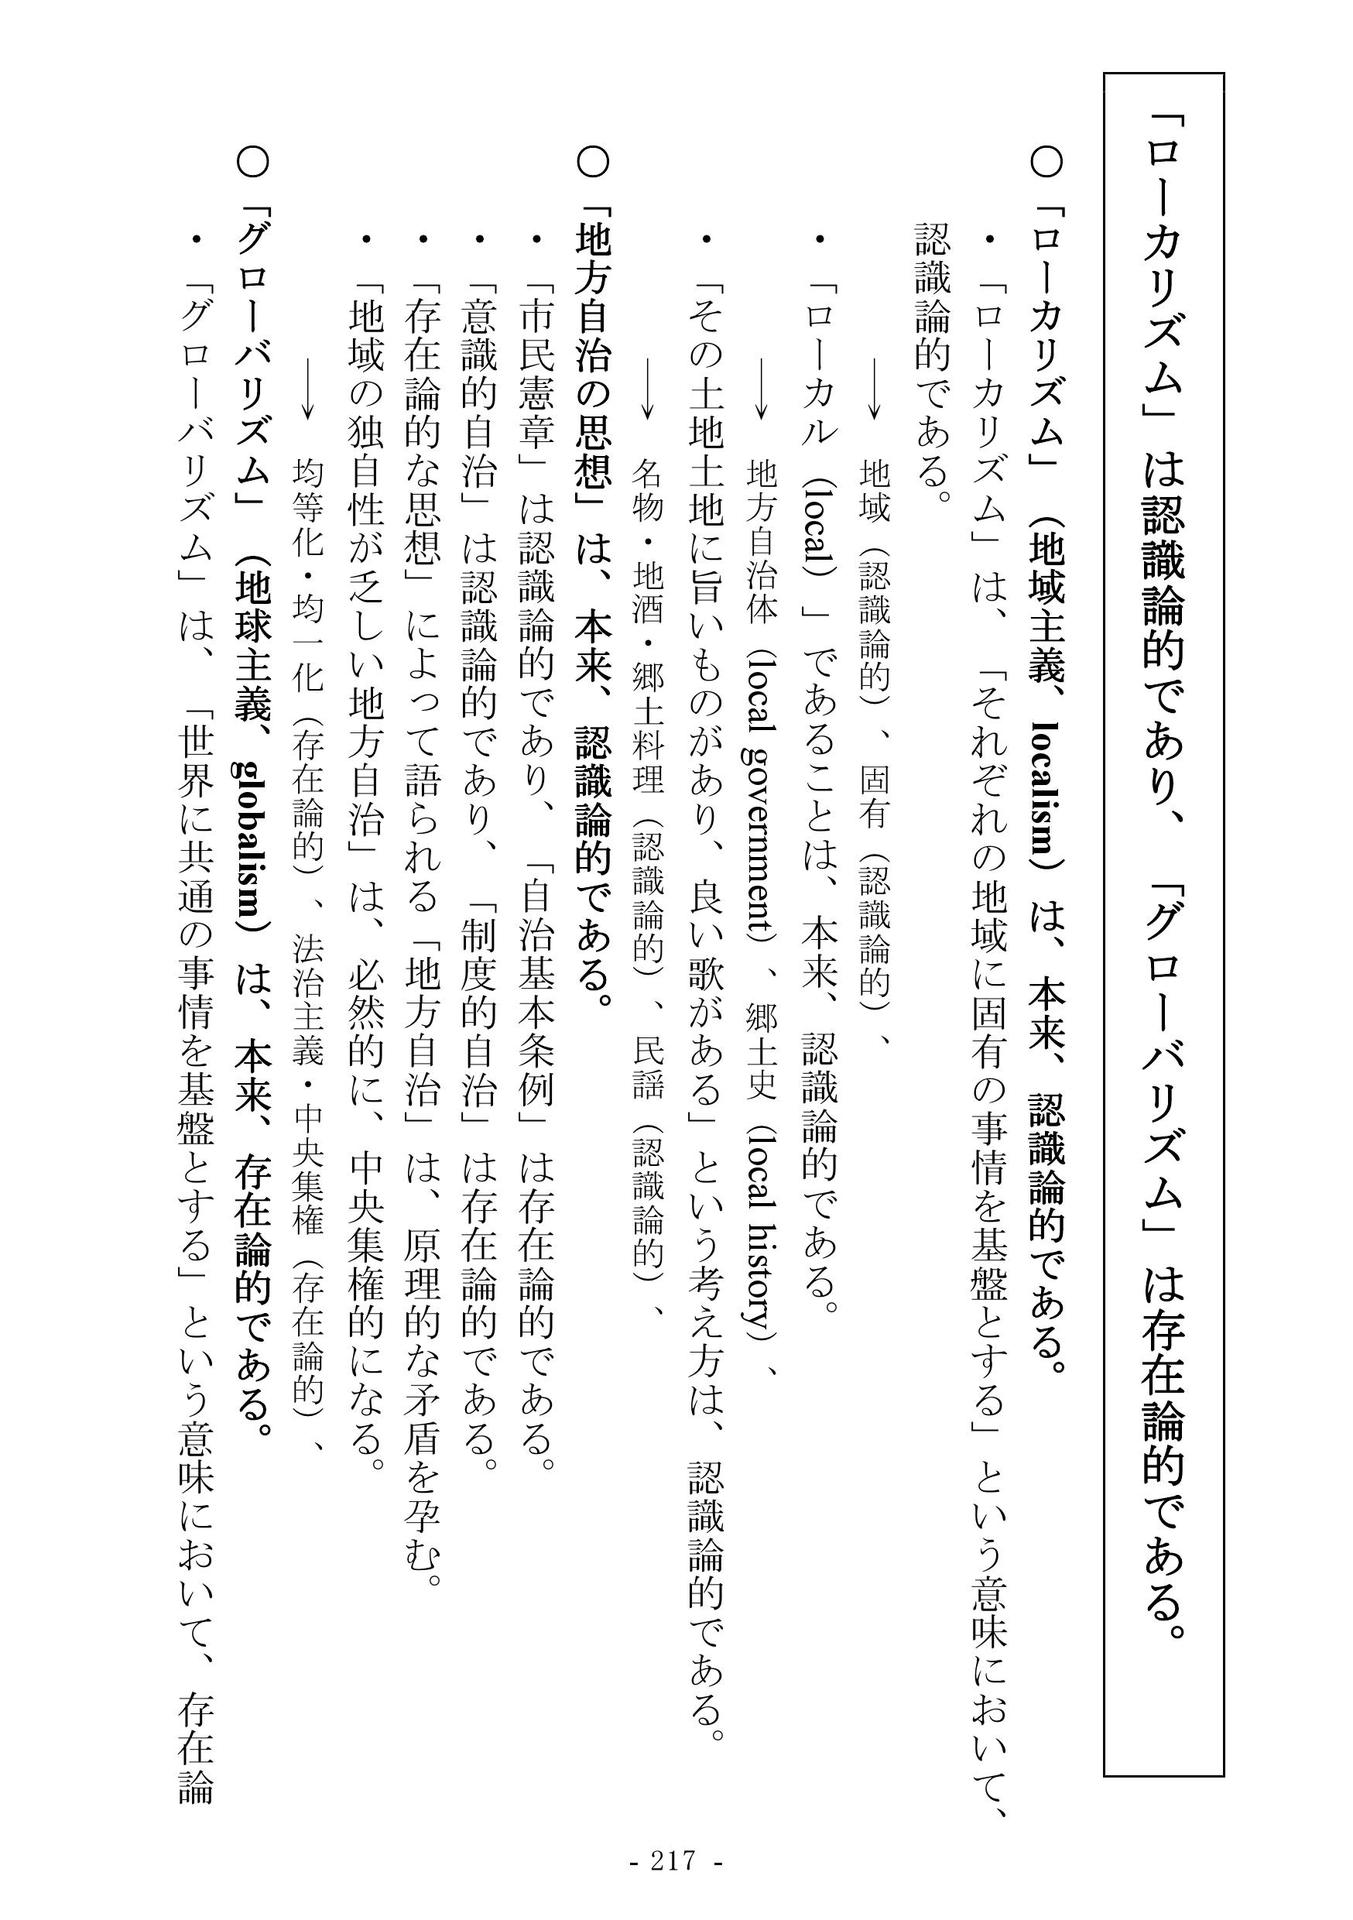 「ローカリズム」は認識論的であり、「グローバリズム」は存在論的である。
○「ローカリズム」（地域主義、localism）は、本来、認識論的である。
・「ローカリズム」は、「それぞれの地域に固有の事情を基盤とする」という意味において、
認識論的である。
→ 地域（認識論的）、固有（認識論的）、
・「ローカル（local）」であることは、本来、認識論的である。
→ 地方自治体（local government）、郷土史（local history）、
・「その土地土地に旨いものがあり、良い歌がある」という考え方は、認識論的である。
→ 名物・地酒・郷土料理（認識論的）、民謡（認識論的）、
○「地方自治の思想」は、本来、認識論的である。
・「市民憲章」は認識論的であり、「自治基本条例」は存在論的である。
・「意識的自治」は認識論的であり、「制度的自治」は存在論的である。
・「存在論的な思想」によって語られる「地方自治」は、原理的な矛盾を孕む。
・「地域の独自性が乏しい地方自治」は、必然的に、中央集権的になる。
→ 均等化・均一化（存在論的）、法治主義・中央集権（存在論的）、
○「グローバリズム」（地球主義、globalism）は、本来、存在論的である。
・「グローバリズム」は、「世界に共通の事情を基盤とする」という意味において、存在論
- 217 -